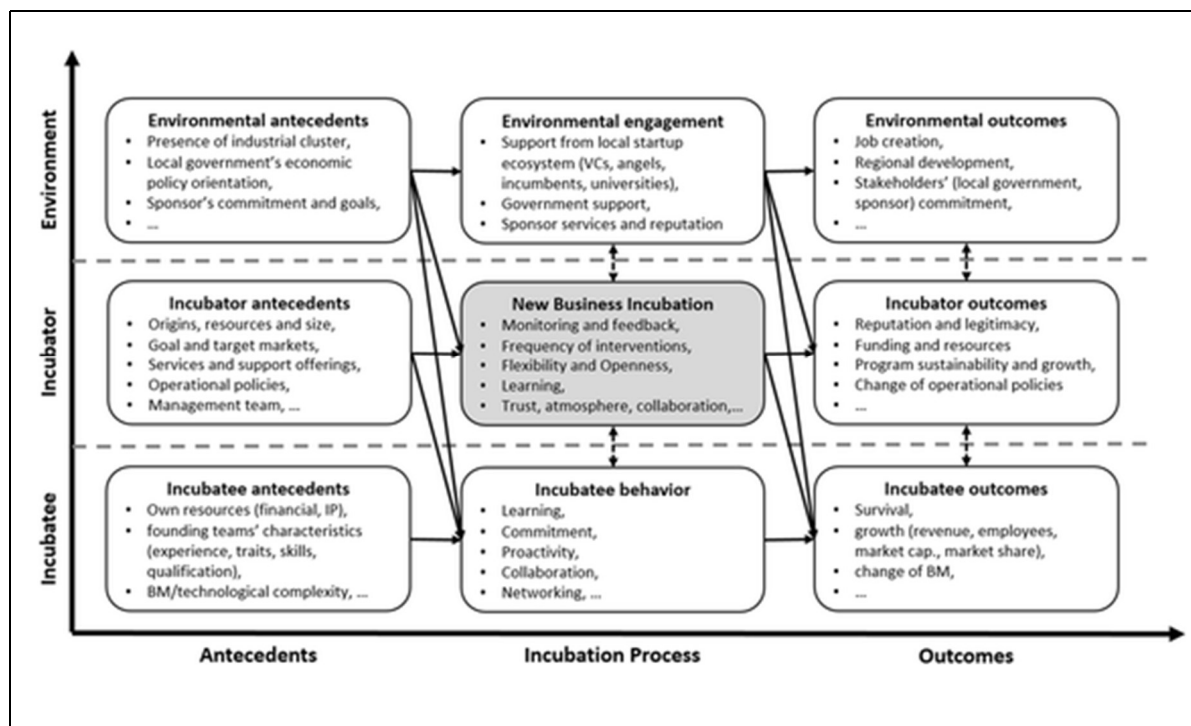 Environment
Environmental antecedents
• Presence of industrial cluster,
• Local government's economic
policy orientation,
• Sponsor's commitment and goals,
• ...
Environmental engagement
• Support from local startup
ecosystem (VCs, angels,
incumbents, universities),
• Government support,
• Sponsor services and reputation
Environmental outcomes
• Job creation,
• Regional development,
• Stakeholders' (local government,
sponsor) commitment,
• ...
Incubator
Incubator antecedents
• Origins, resources and size,
• Goal and target markets,
• Services and support offerings,
• Operational policies,
• Management team, ...
New Business Incubation
• Monitoring and feedback,
• Frequency of interventions,
• Flexibility and Openness,
• Learning,
• Trust, atmosphere, collaboration,...
Incubator outcomes
• Reputation and legitimacy,
• Funding and resources
• Program sustainability and growth,
• Change of operational policies
• ...
Incubatee
Incubatee antecedents
• Own resources (financial, IP),
• founding teams' characteristics
(experience, traits, skills,
qualification),
• BM/technological complexity, ...
Incubatee behavior
• Learning,
• Commitment,
• Proactivity,
• Collaboration,
• Networking, ...
Incubatee outcomes
• Survival,
• growth (revenue, employees,
market cap., market share),
• change of BM,
• ...
Antecedents
Incubation Process
Outcomes